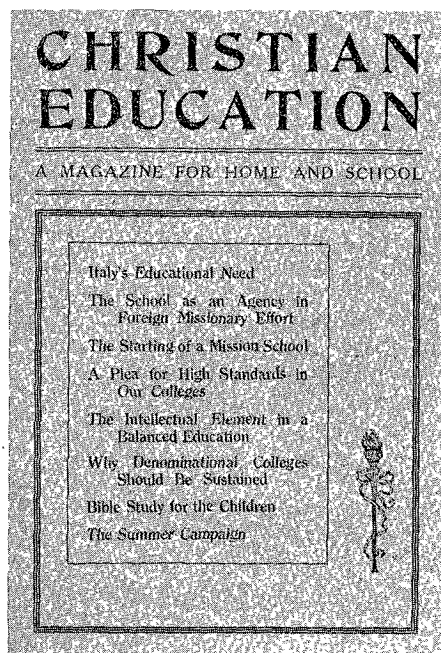 CHRISTIAN
EDUCATION
A MAGAZINE FOR HOME AND SCHOOL
Italy's Educational Need
The School as an Agency in
Foreign Missionary Effort
The Starting of a Mission School
A Plea for High Standards in
Our Colleges
The Intellectual Element in a
Balanced Education
Why Denominational Colleges
Should Be Sustained
Bible Study for the Children
The Summer Campaign